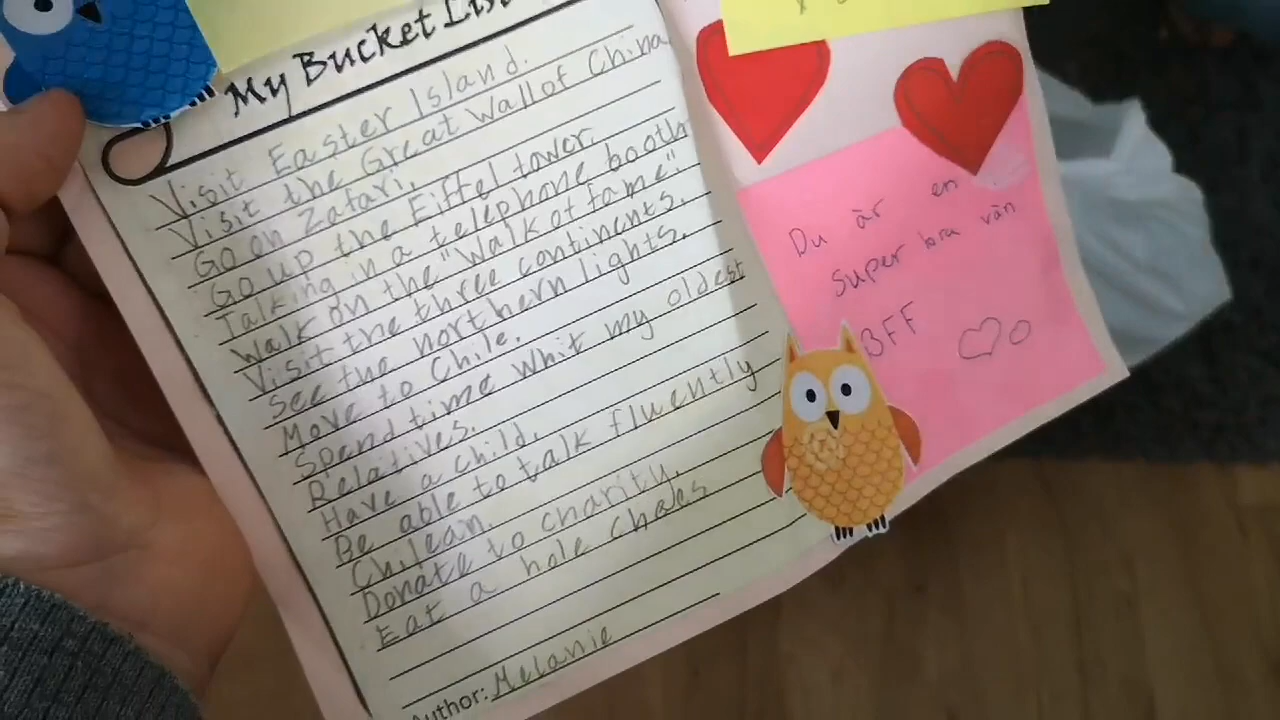 My Bucket List
Visit Easter Island.
Visit the Great Wall of China
Go on Zafari.
Go up the Eiffel tower.
Talking in a telephone booth
Walk on the "Walk of fame"
Visit the three continents.
See the northern lights.
Move to Chile.
Spend time whit my oldest
Relatives.
Have a child.
Be able to talk fluently
Chilean.
Donate to charity.
Eat a hole
Author: Melanie
Du är en
super bra vän
BFF